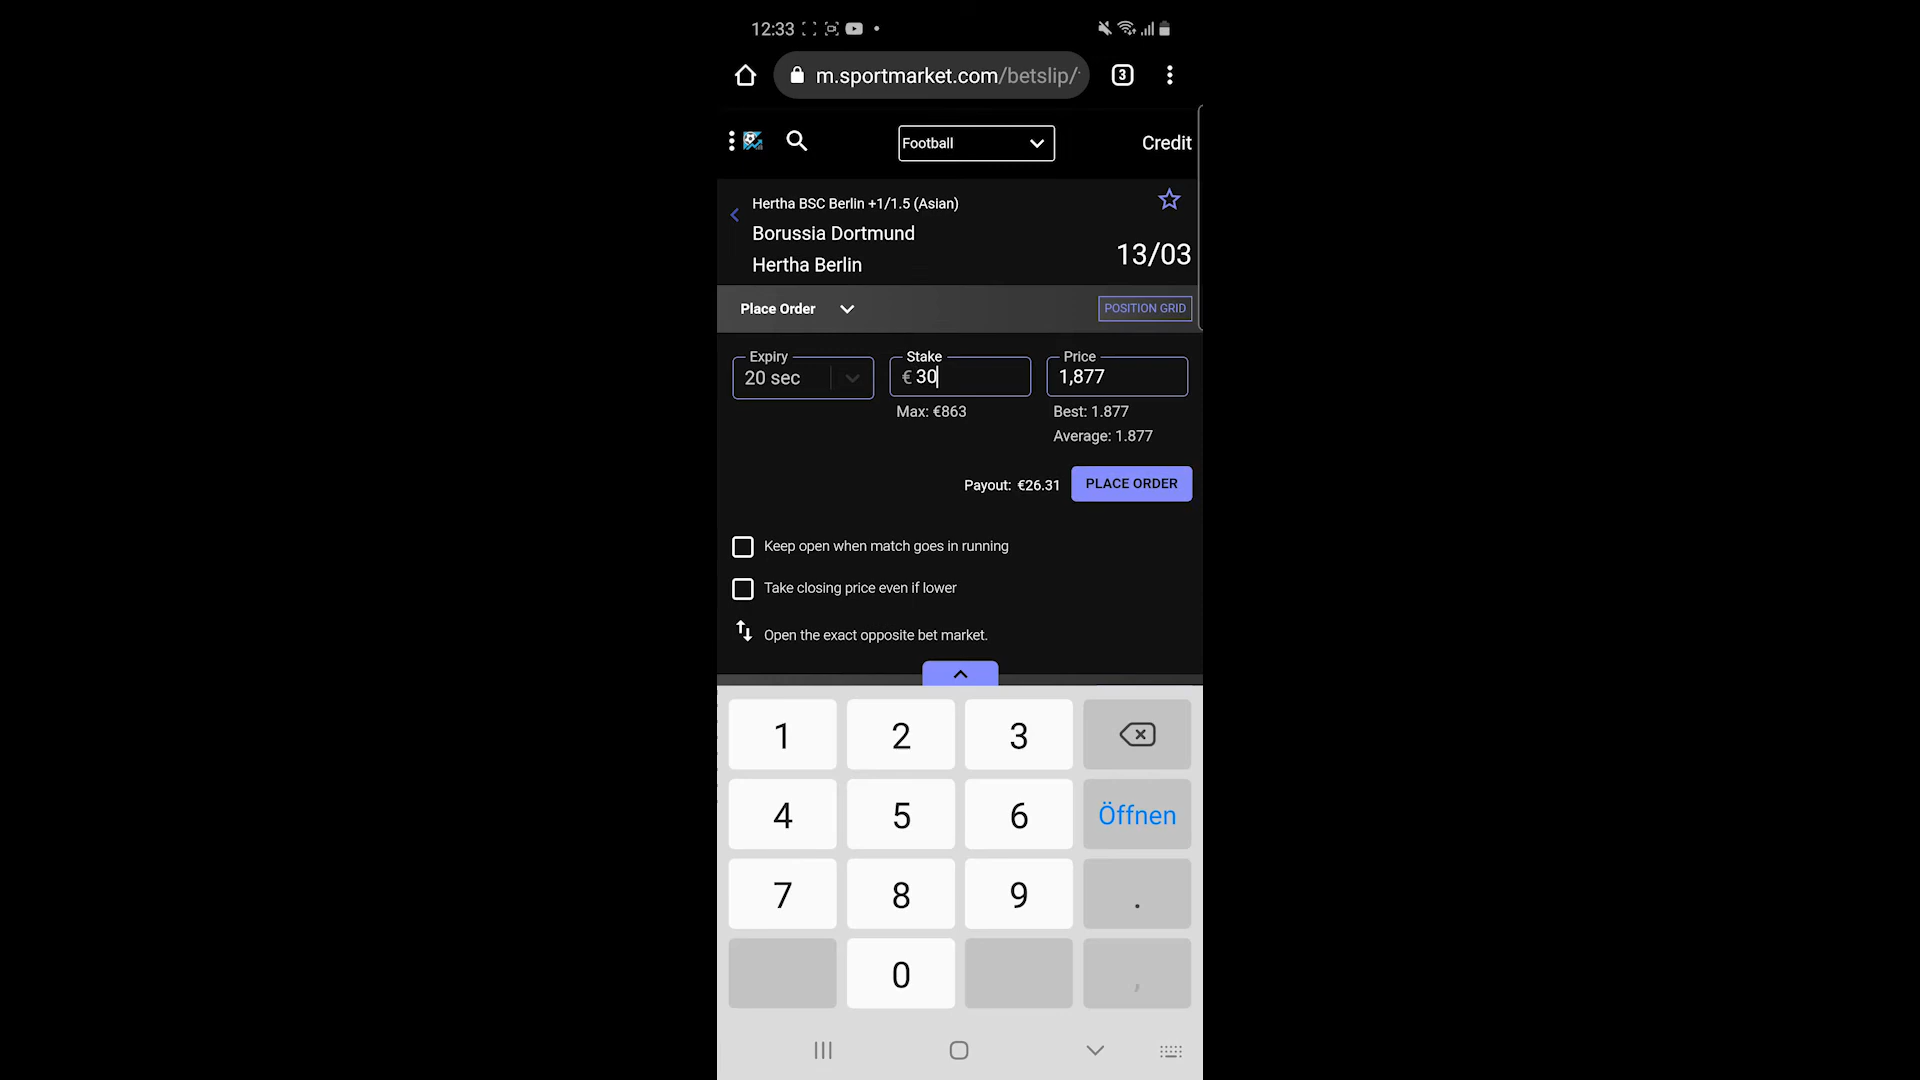 12:33
m.sportmarket.com/betslip/
3
Football
Credit
Hertha BSC Berlin +1/1.5 (Asian)
Borussia Dortmund
Hertha Berlin
13/03
Place Order
POSITION GRID
Expiry
Stake
Price
20 sec
€ 30
1,877
Max: €863
Best: 1.877
Average: 1.877
Payout: €26.31
PLACE ORDER
Keep open when match goes in running
Take closing price even if lower
Open the exact opposite bet market.
1 2 3
4 5 6 Öffnen
7 8 9 .
0 ,